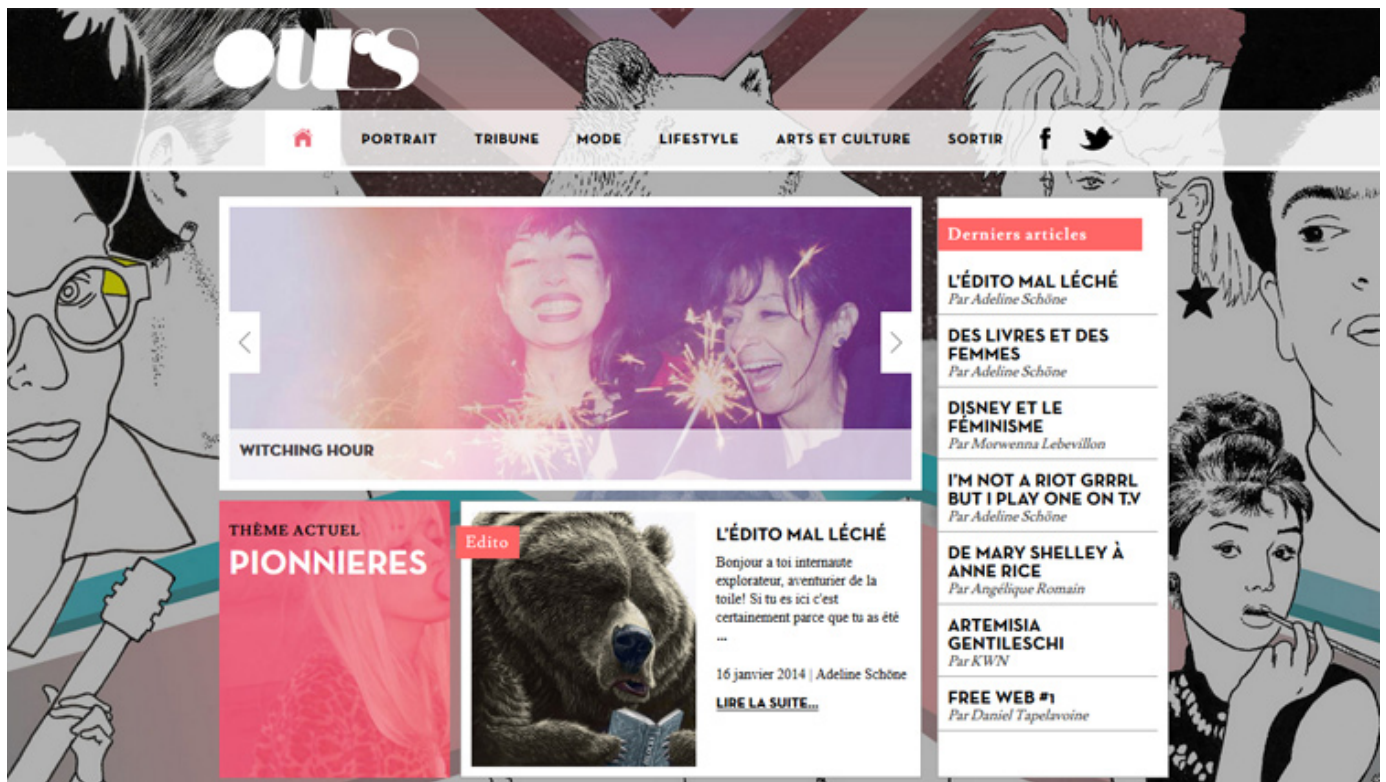 ours
PORTRAIT TRIBUNE MODE LIFESTYLE ARTS ET CULTURE SORTIR
WITCHING HOUR
THÈME ACTUEL
PIONNIERES
Edito
L'ÉDITO MAL LÉCHÉ
Bonjour a toi internaute
explorateur, aventurier de la
toile! Si tu es ici c'est
certainement parce que tu as été
...
16 janvier 2014 | Adeline Schöne
LIRE LA SUITE...
Derniers articles
L'ÉDITO MAL LÉCHÉ
Par Adeline Schöne
DES LIVRES ET DES
FEMMES
Par Adeline Schöne
DISNEY ET LE
FÉMINISME
Par Morwenna Lebevillon
I'M NOT A RIOT GRRRL
BUT I PLAY ONE ON T.V
Par Adeline Schöne
DE MARY SHELLEY À
ANNE RICE
Par Angélique Romain
ARTEMISIA
GENTILESCHI
Par KWN
FREE WEB #1
Par Daniel Tapelavoine